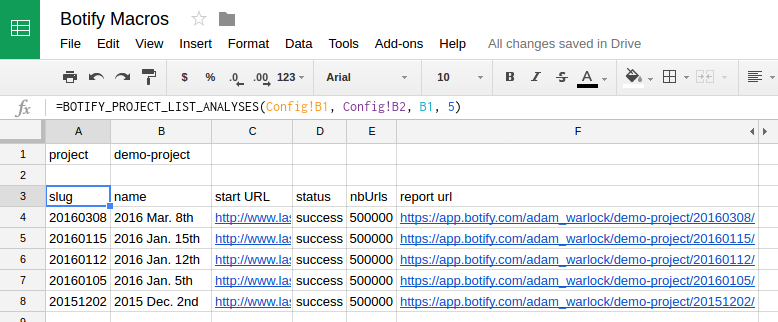 Botify Macros
File Edit View Insert Format Data Tools Add-ons Help All changes saved in Drive
$ % .0 .00 123 Arial 10 B I S A
fx =BOTIFY_PROJECT_LIST_ANALYSES(Config!B1, Config!B2, B1, 5)
A B C D E F
1 project demo-project
2
3 slug name start URL status nbUrls report url
4 20160308 2016 Mar. 8th http://www.las success 500000 https://app.botify.com/adam_warlock/demo-project/20160308/
5 20160115 2016 Jan. 15th http://www.las success 500000 https://app.botify.com/adam_warlock/demo-project/20160115/
6 20160112 2016 Jan. 12th http://www.las success 500000 https://app.botify.com/adam_warlock/demo-project/20160112/
7 20160105 2016 Jan. 5th http://www.las success 500000 https://app.botify.com/adam_warlock/demo-project/20160105/
8 20151202 2015 Dec. 2nd http://www.las success 500000 https://app.botify.com/adam_warlock/demo-project/20151202/